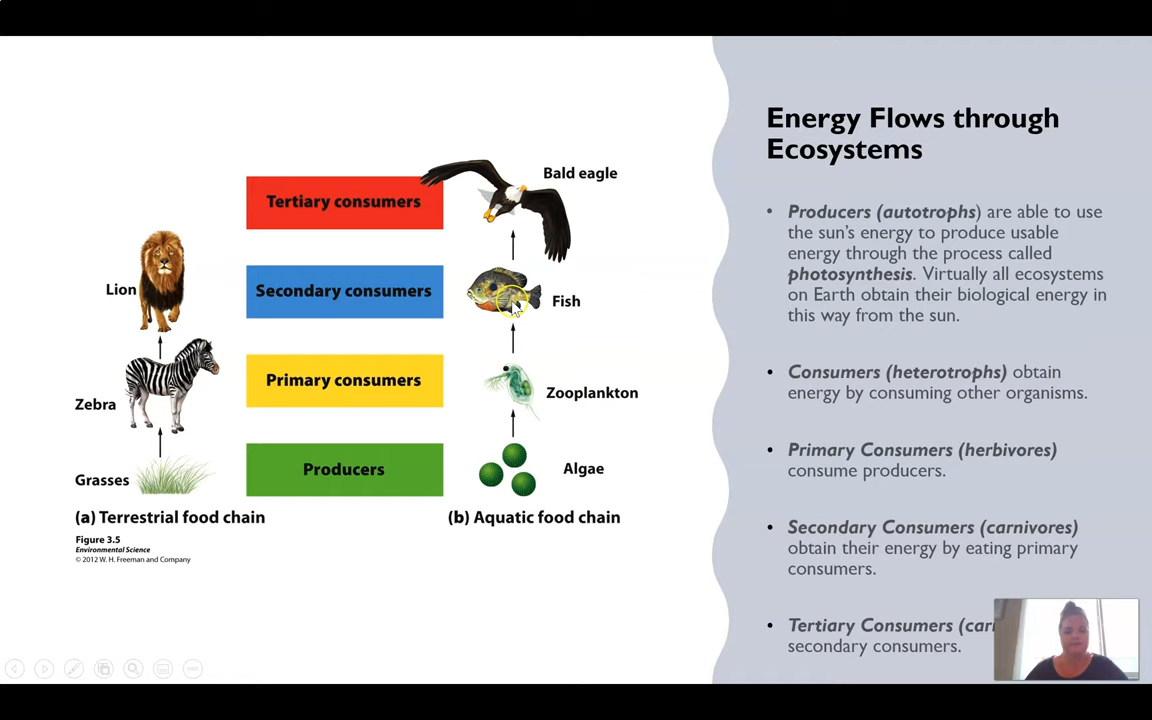 Energy Flows through
Ecosystems
Tertiary consumers
Bald eagle
Lion
Secondary consumers
Fish
Zebra
Primary consumers
Zooplankton
Grasses
Producers
Algae
(a) Terrestrial food chain
(b) Aquatic food chain
Figure 3.5
Environmental Science
© 2012 W. H. Freeman and Company
• Producers (autotrophs) are able to use
the sun's energy to produce usable
energy through the process called
photosynthesis. Virtually all ecosystems
on Earth obtain their biological energy in
this way from the sun.
• Consumers (heterotrophs) obtain
energy by consuming other organisms.
• Primary Consumers (herbivores)
consume producers.
• Secondary Consumers (carnivores)
obtain their energy by eating primary
consumers.
• Tertiary Consumers
secondary consumers.